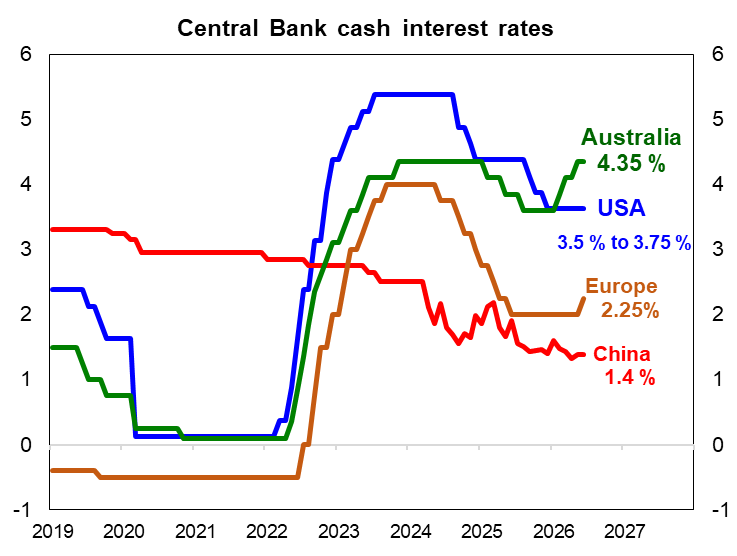 Central Bank cash interest rates
6 6
5 5
Australia
4.35 %
4 4
USA
3.5 % to 3.75 %
3 3
Europe
2.25%
2 2
China
1.4 %
1 1
0 0
-1 -1
2019 2020 2021 2022 2023 2024 2025 2026 2027